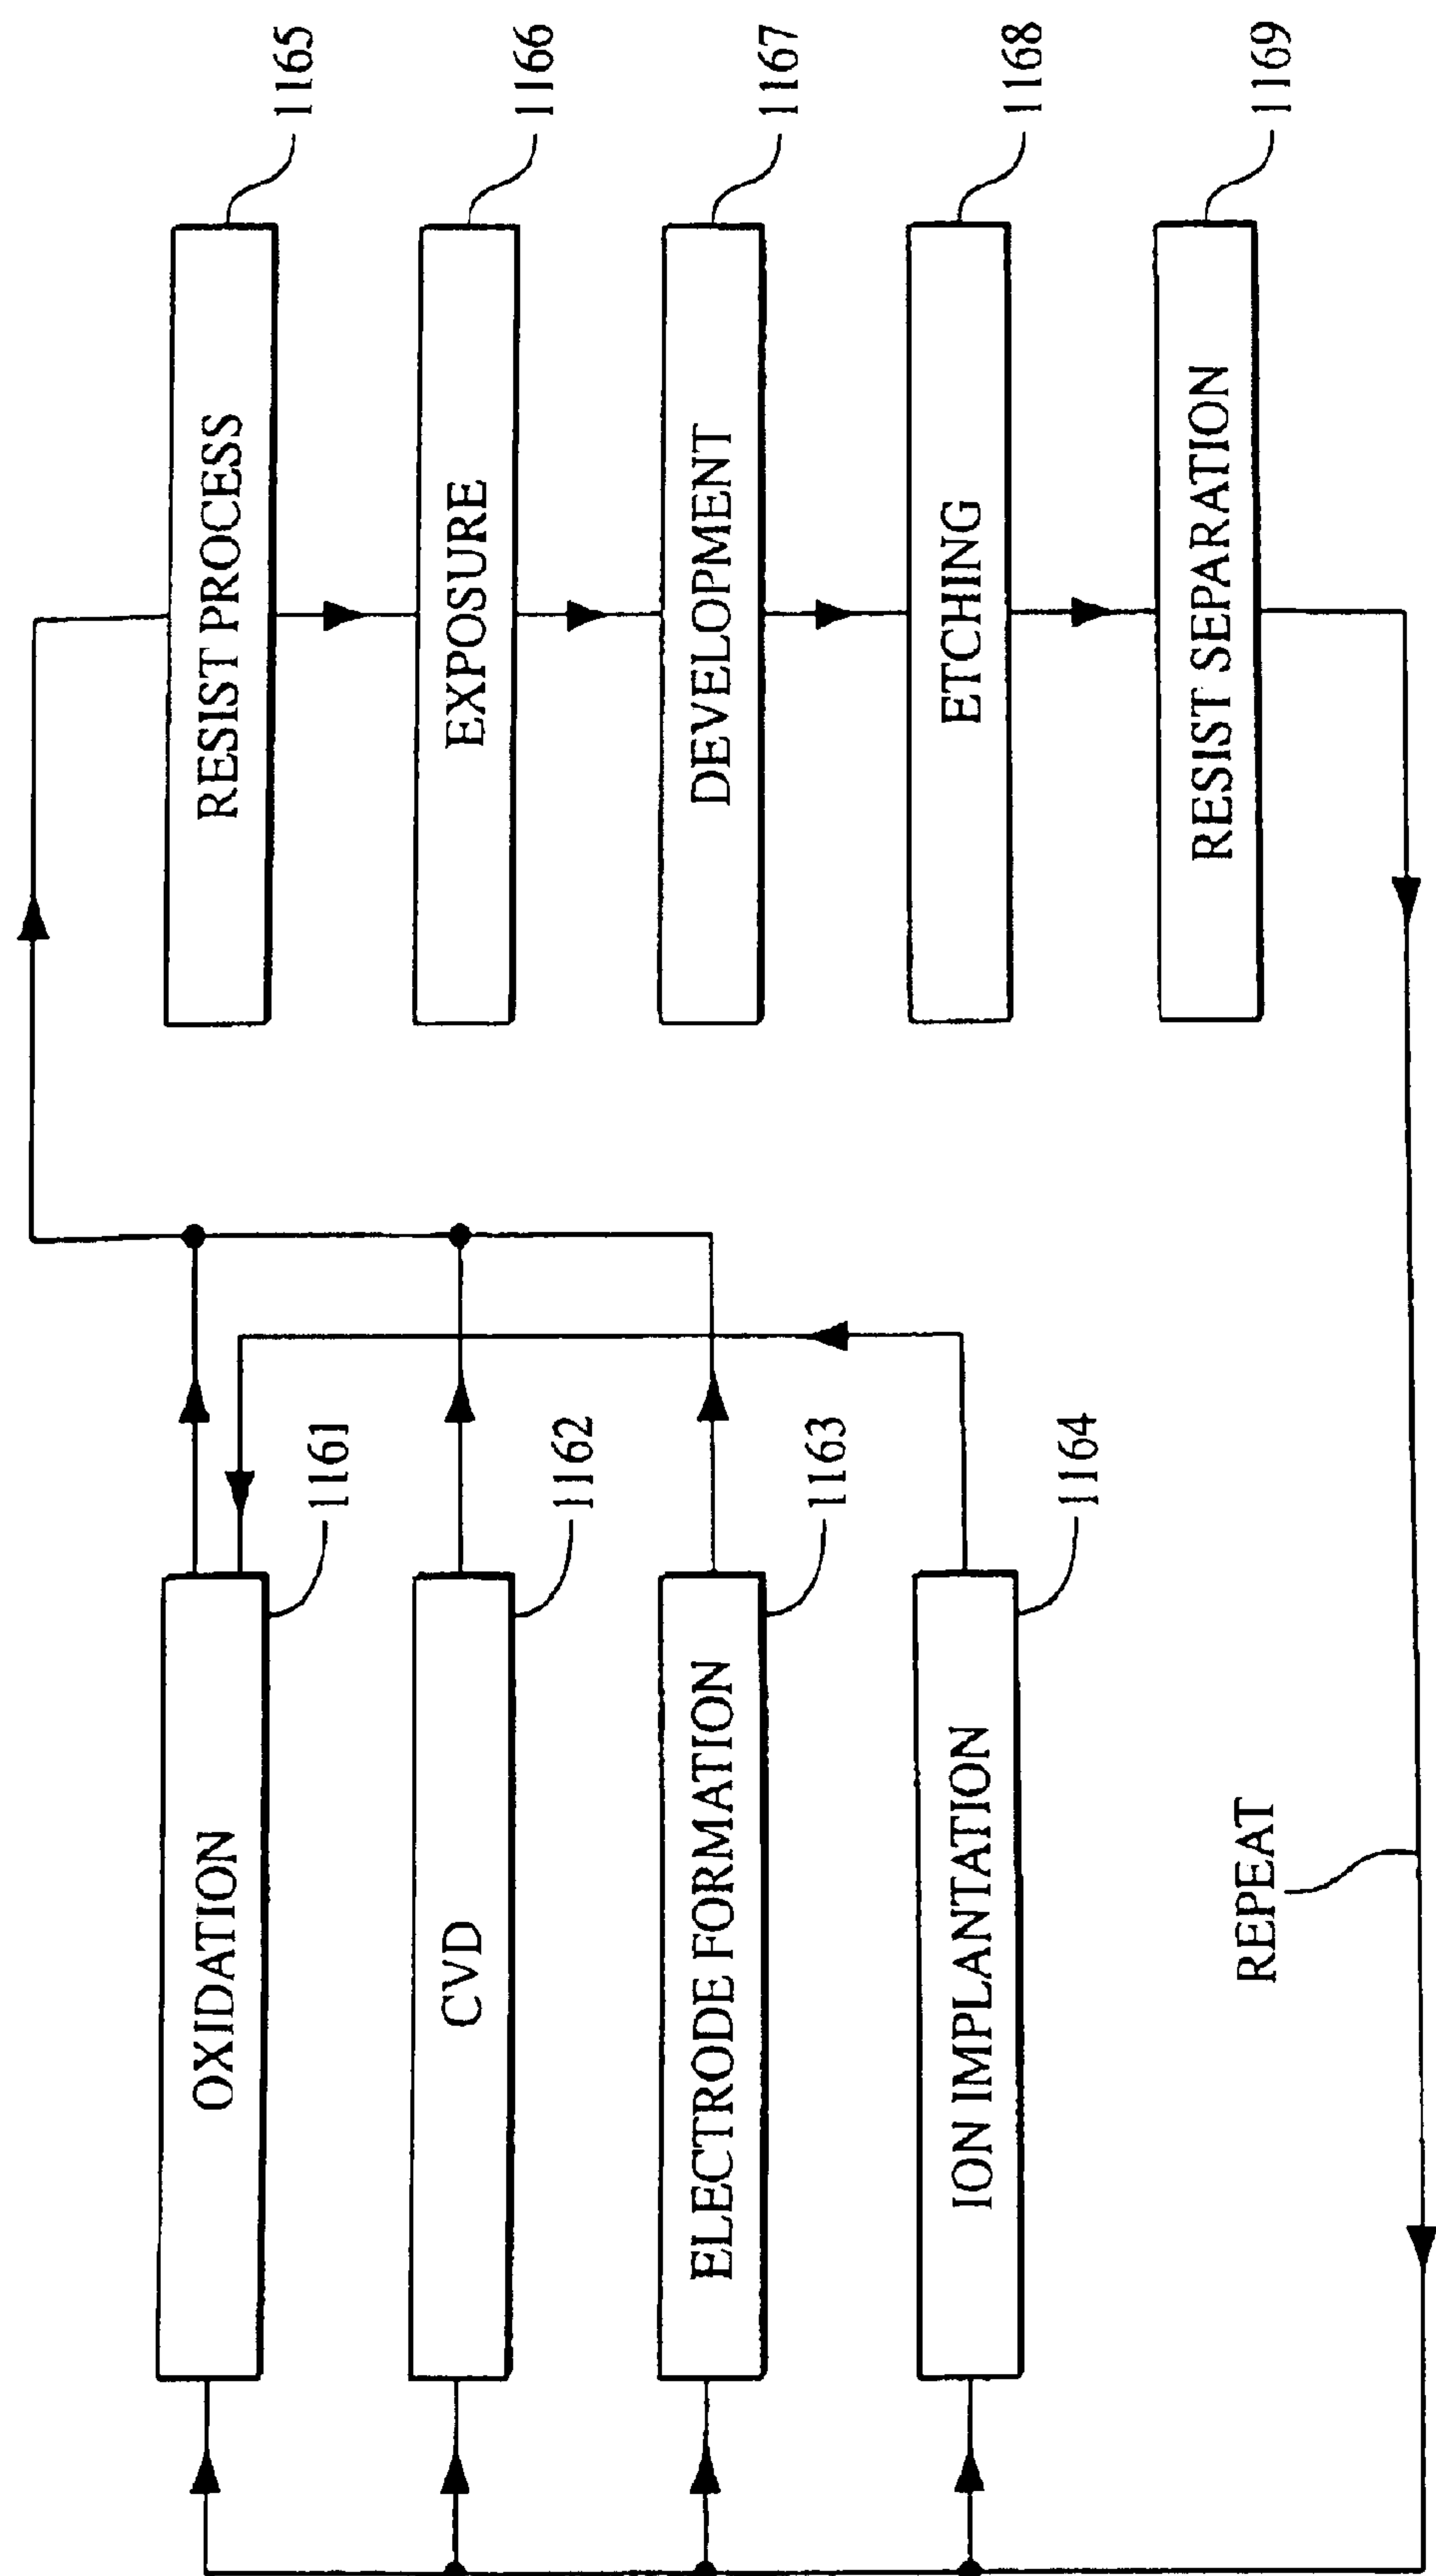 OXIDATION
1161
CVD
1162
ELECTRODE FORMATION
1163
ION IMPLANTATION
1164
REPEAT
RESIST PROCESS
1165
EXPOSURE
1166
DEVELOPMENT
1167
ETCHING
1168
RESIST SEPARATION
1169